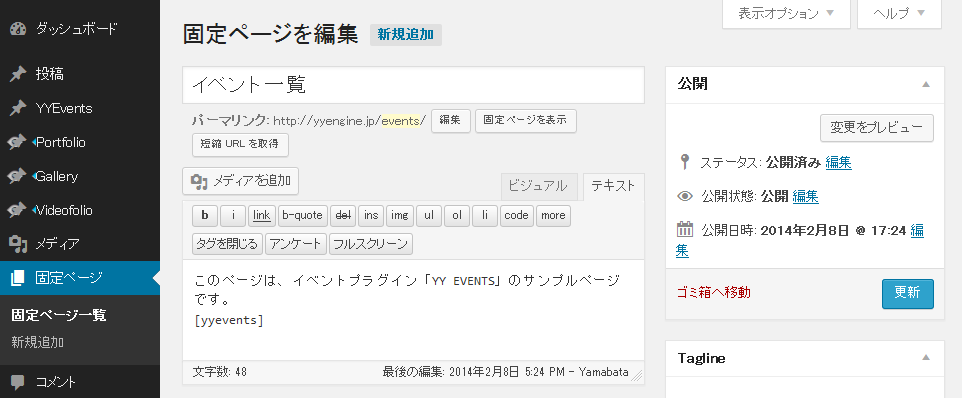 ダッシュボード
投稿
YYEvents
Portfolio
Gallery
Videofolio
メディア
固定ページ
固定ページ一覧
新規追加
コメント
表示オプション ヘルプ
固定ページを編集 新規追加
イベント一覧
パーマリンク: http://yyengine.jp/events/ 編集 固定ページを表示
短縮 URL を取得
メディアを追加
ビジュアル テキスト
b i link b-quote del ins img ul ol li code more
タグを閉じる アンケート フルスクリーン
このページは、イベントプラグイン「YY EVENTS」のサンプルページ
です。
[yyevents]
文字数: 48 最後の編集: 2014年2月8日 5:24 PM – Yamabata
公開
変更をプレビュー
ステータス: 公開済み 編集
公開状態: 公開 編集
公開日時: 2014年2月8日 @ 17:24 編
集
ゴミ箱へ移動 更新
Tagline